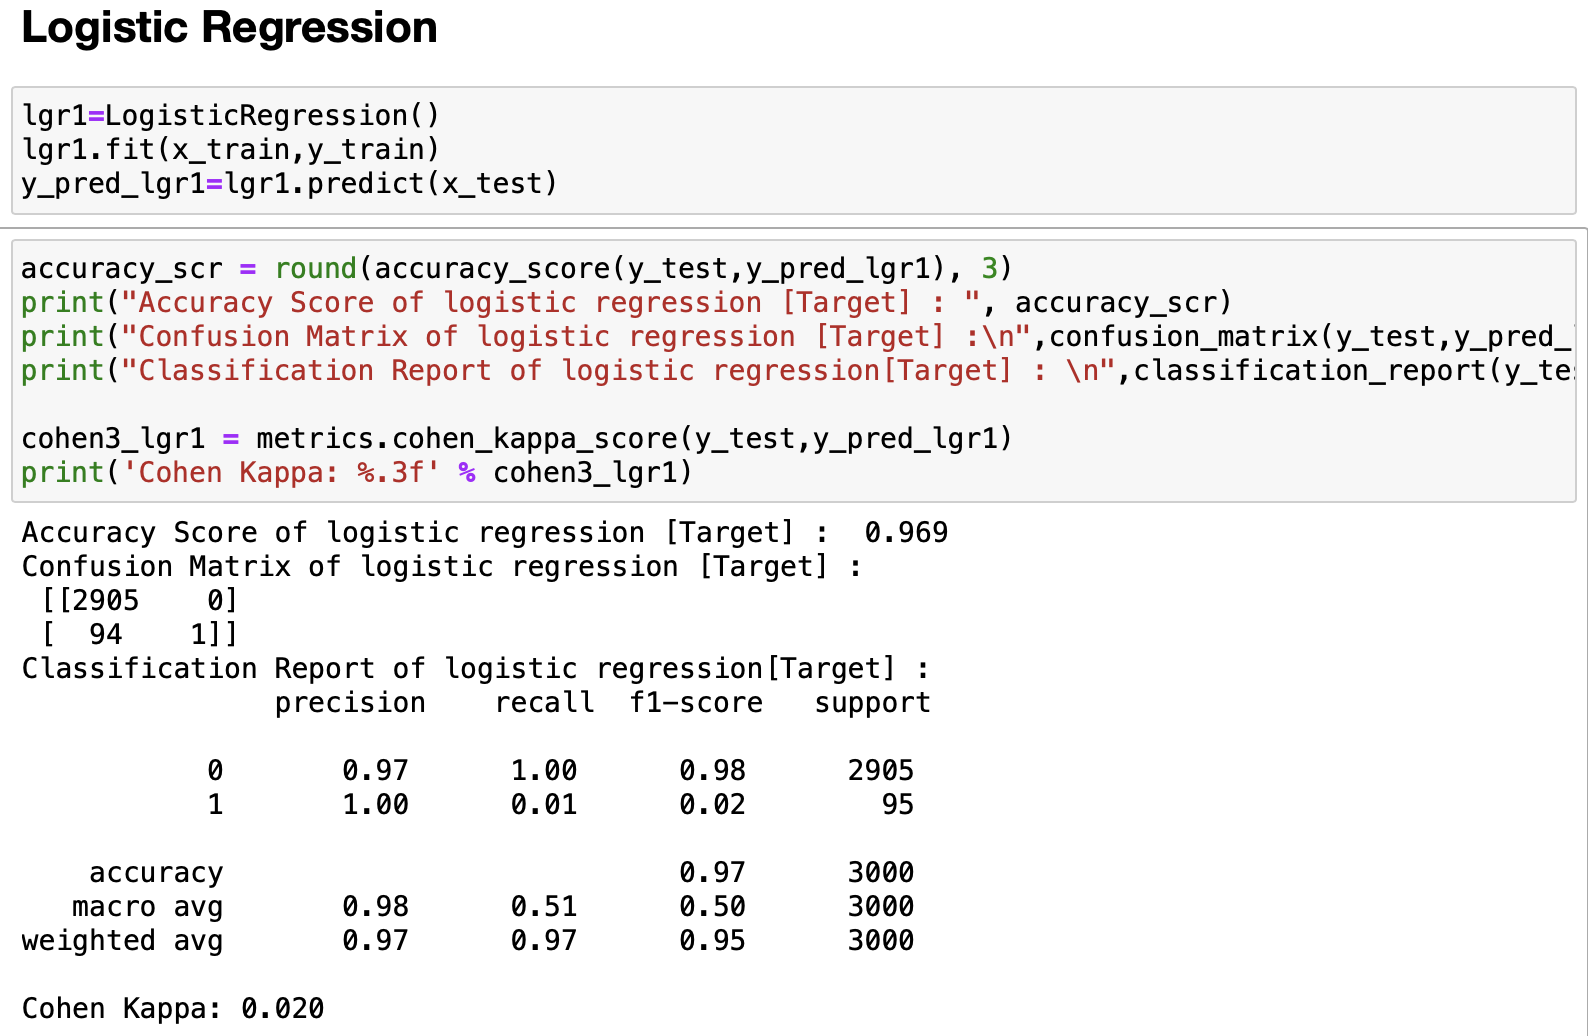 Logistic Regression
lgr1=LogisticRegression()
lgr1.fit(x_train,y_train)
y_pred_lgr1=lgr1.predict(x_test)
accuracy_scr = round(accuracy_score(y_test,y_pred_lgr1), 3)
print("Accuracy Score of logistic regression [Target] : ", accuracy_scr)
print("Confusion Matrix of logistic regression [Target] :\n",confusion_matrix(y_test,y_pred_
print("Classification Report of logistic regression[Target] : \n",classification_report(y_te
cohen3_lgr1 = metrics.cohen_kappa_score(y_test,y_pred_lgr1)
print('Cohen Kappa: %.3f' % cohen3_lgr1)
Accuracy Score of logistic regression [Target] :  0.969
Confusion Matrix of logistic regression [Target] :
 [[2905    0]
 [  94    1]]
Classification Report of logistic regression[Target] :
               precision    recall  f1-score   support
           0       0.97      1.00      0.98      2905
           1       1.00      0.01      0.02        95
    accuracy                           0.97      3000
   macro avg       0.98      0.51      0.50      3000
weighted avg       0.97      0.97      0.95      3000
Cohen Kappa: 0.020